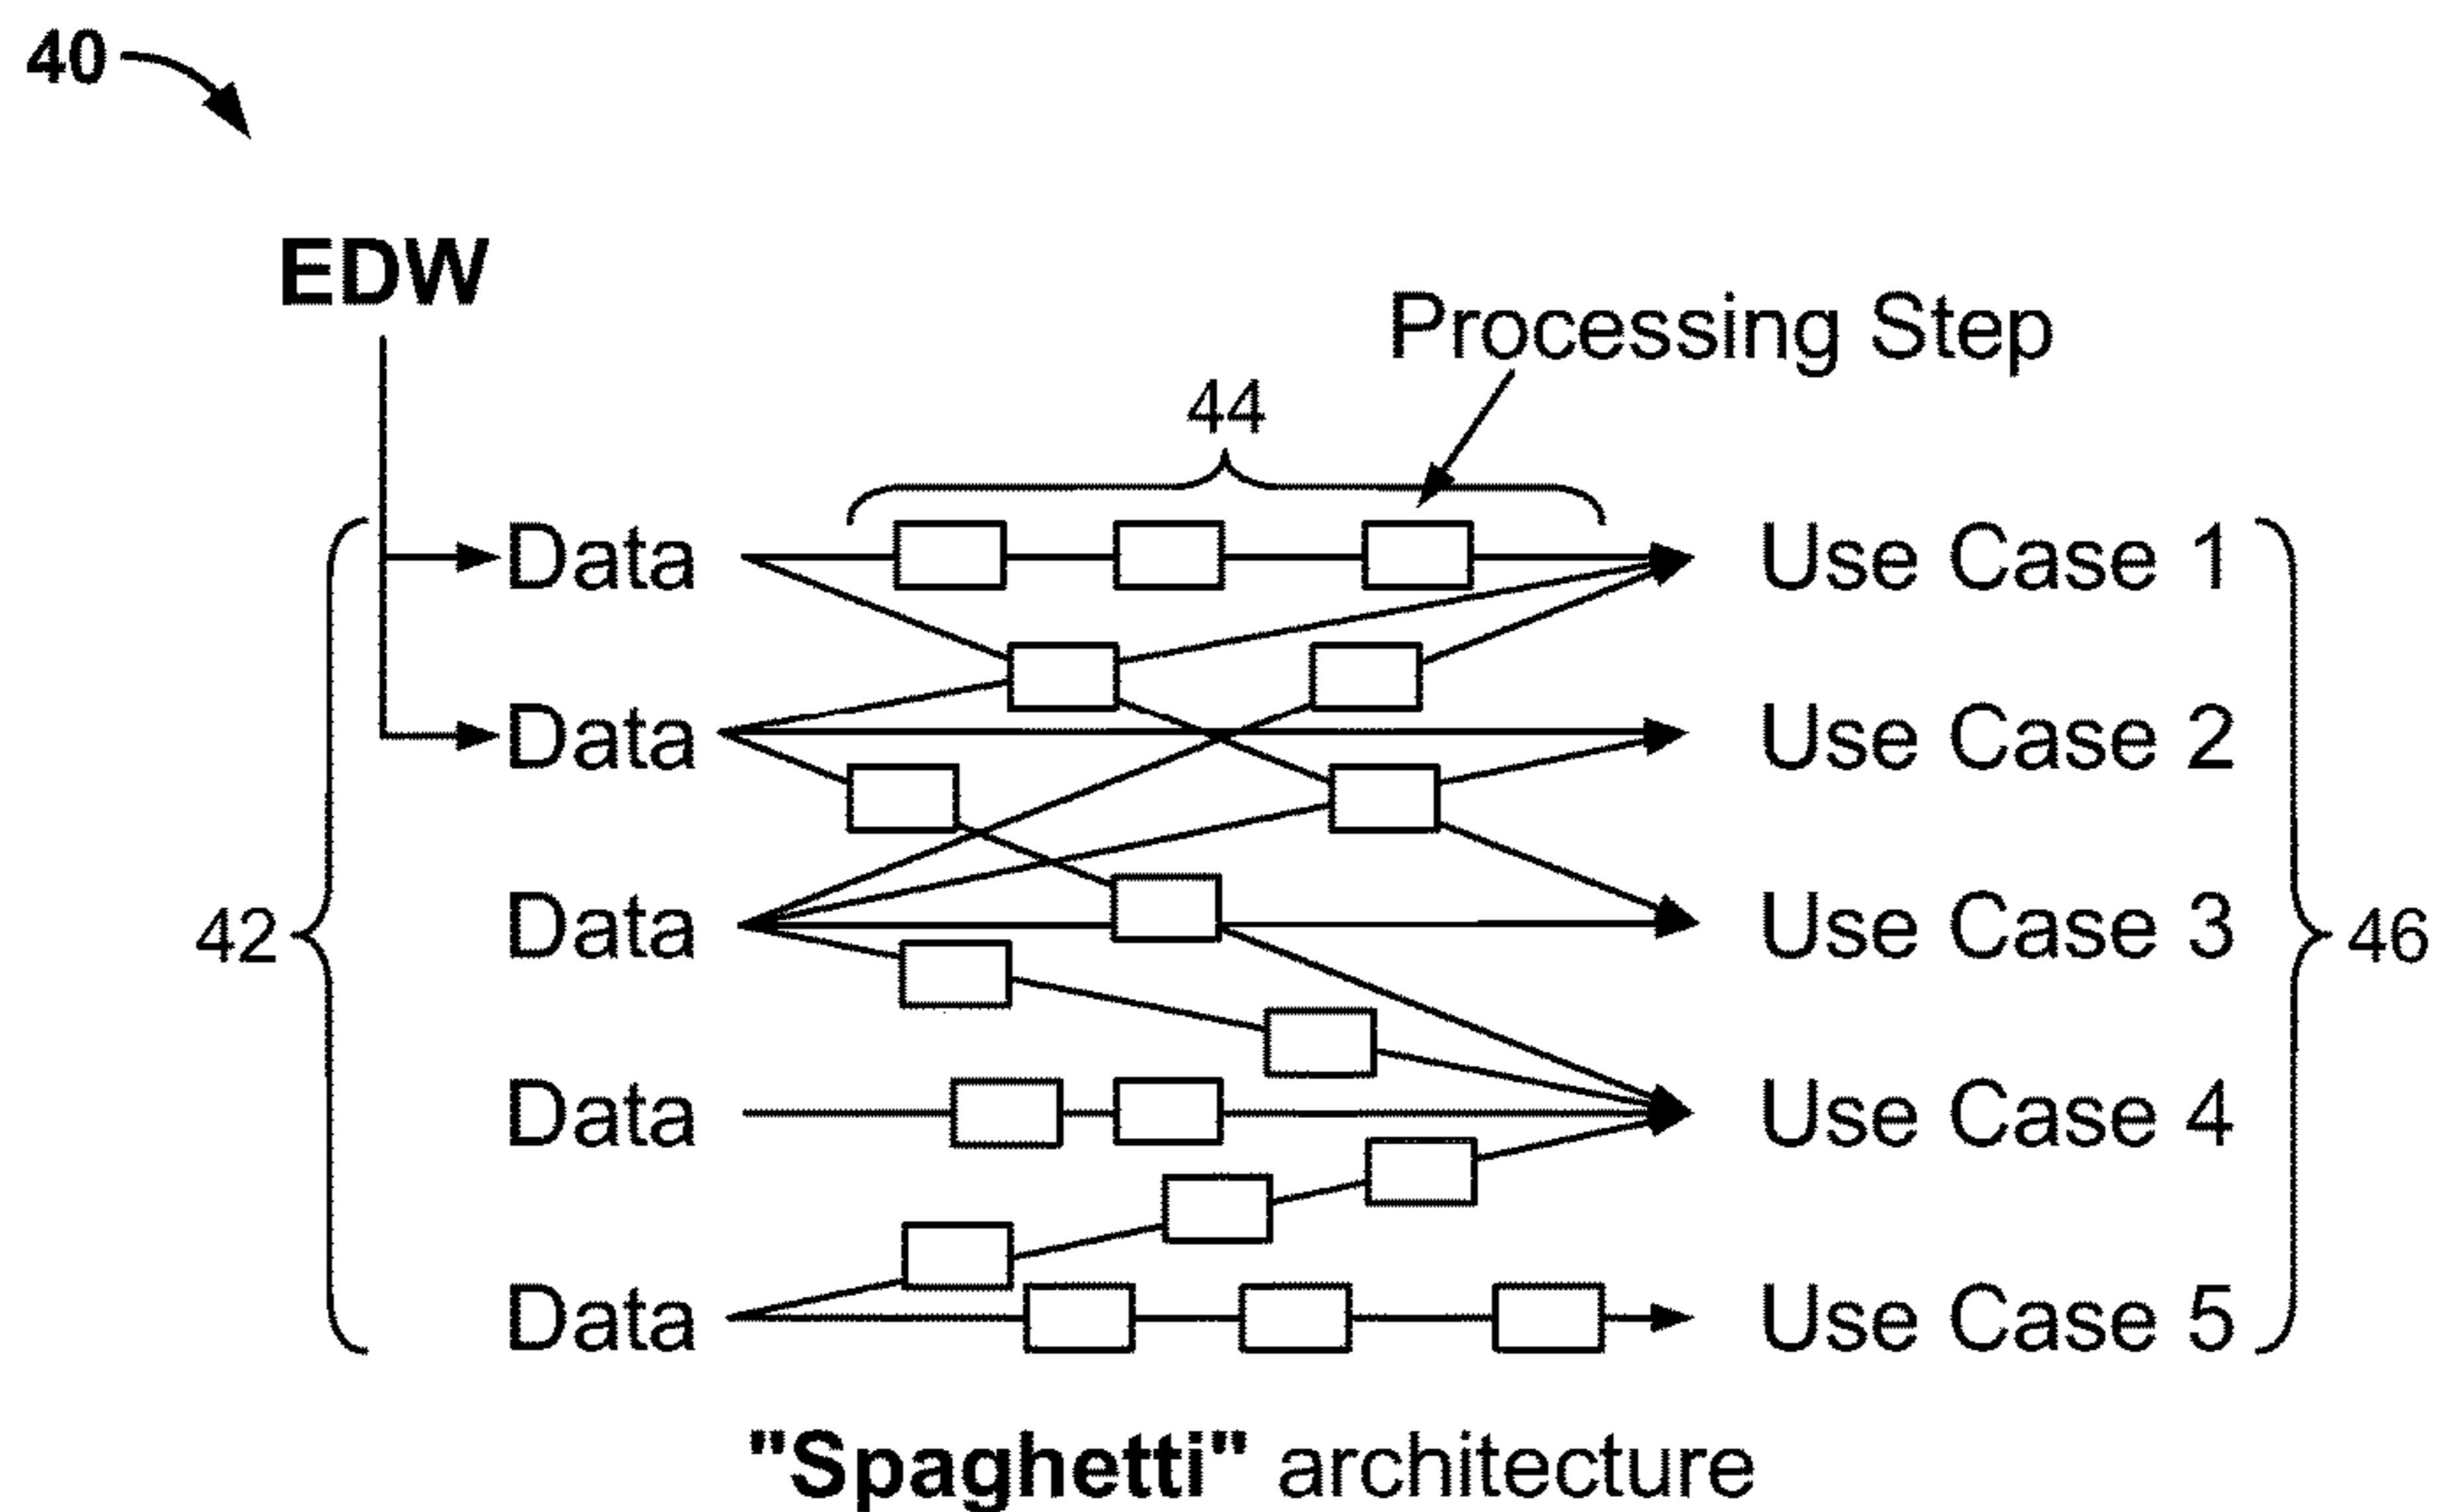 40
EDW
Processing Step
44
Data
Use Case 1
Data
Use Case 2
Data
Use Case 3
42
46
Data
Use Case 4
Data
Use Case 5
"Spaghetti" architecture